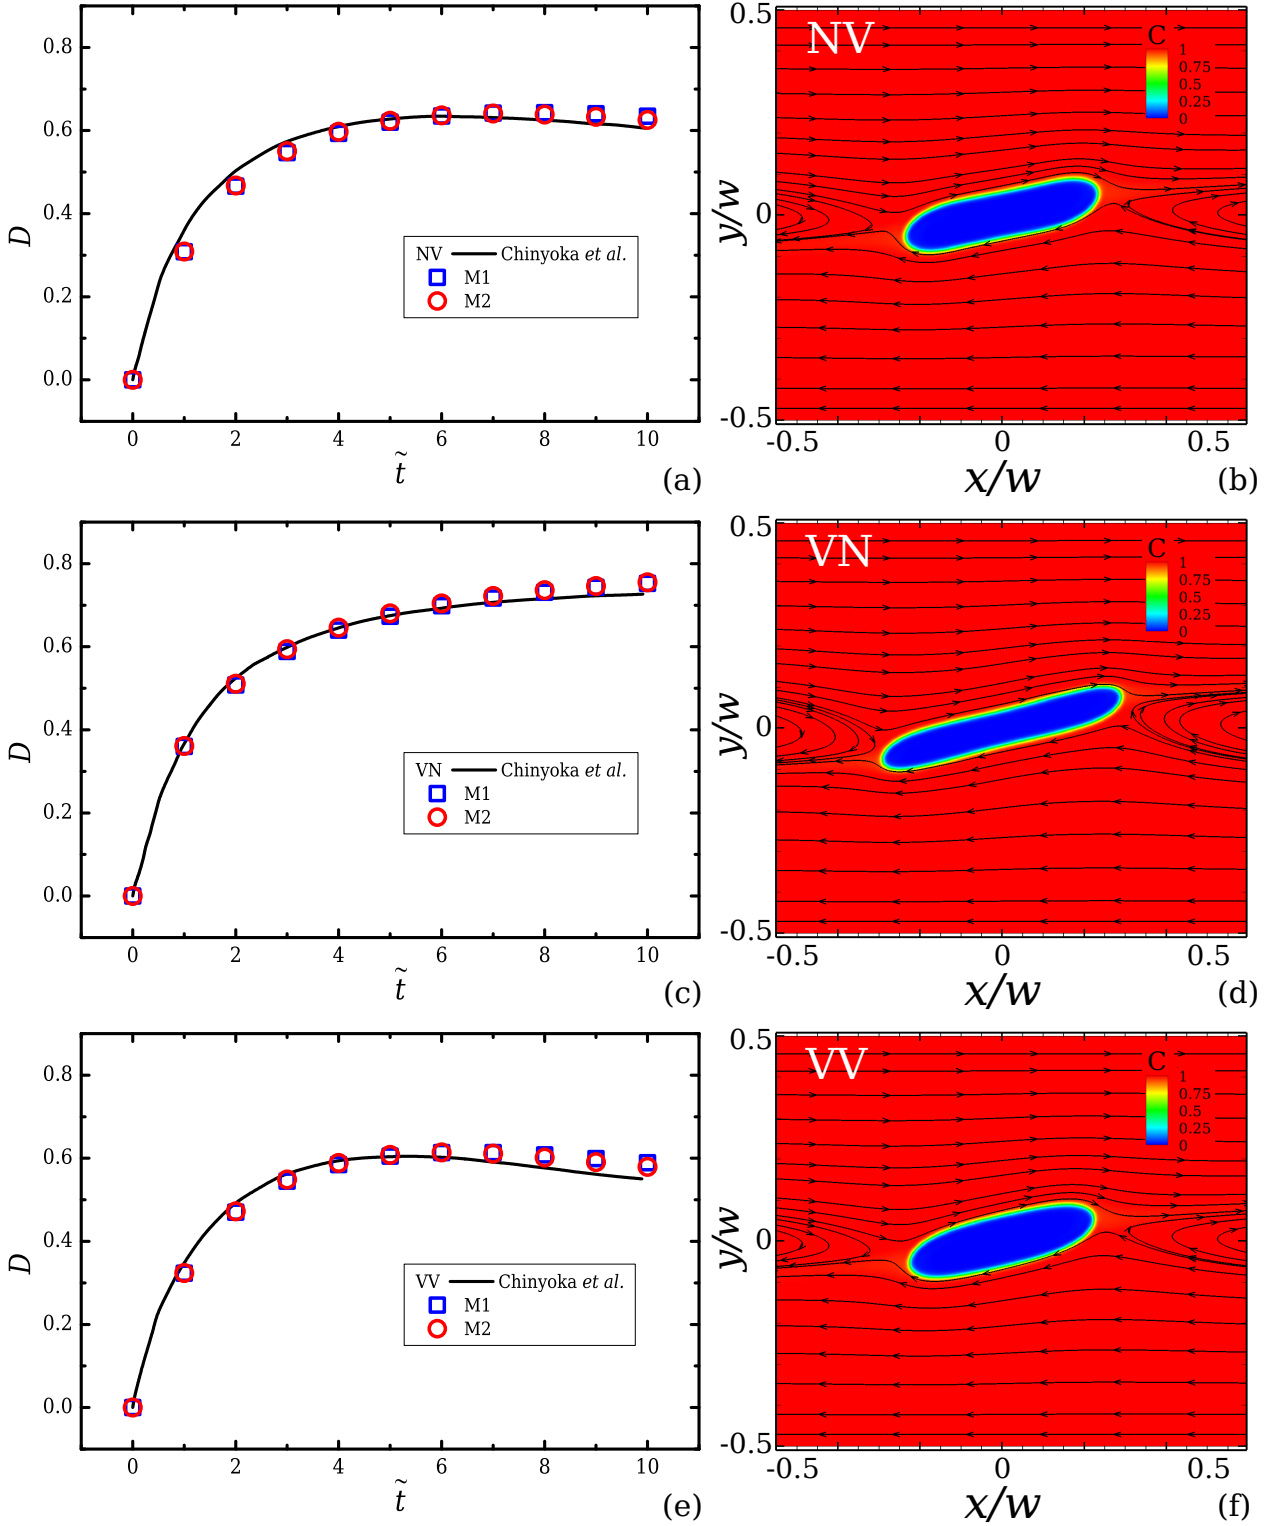 0.8
0.6
0.4
0.2
0.0
D
NV Chinyoka et al.
M1
M2
0 2 4 6 8 10
t̃
(a)
NV
C
1
0.75
0.5
0.25
0
0.5
y/w
0
-0.5
-0.5 0 0.5
x/w
(b)
0.8
0.6
0.4
0.2
0.0
D
VN Chinyoka et al.
M1
M2
0 2 4 6 8 10
t̃
(c)
VN
C
1
0.75
0.5
0.25
0
0.5
y/w
0
-0.5
-0.5 0 0.5
x/w
(d)
0.8
0.6
0.4
0.2
0.0
D
VV Chinyoka et al.
M1
M2
0 2 4 6 8 10
t̃
(e)
VV
C
1
0.75
0.5
0.25
0
0.5
y/w
0
-0.5
-0.5 0 0.5
x/w
(f)